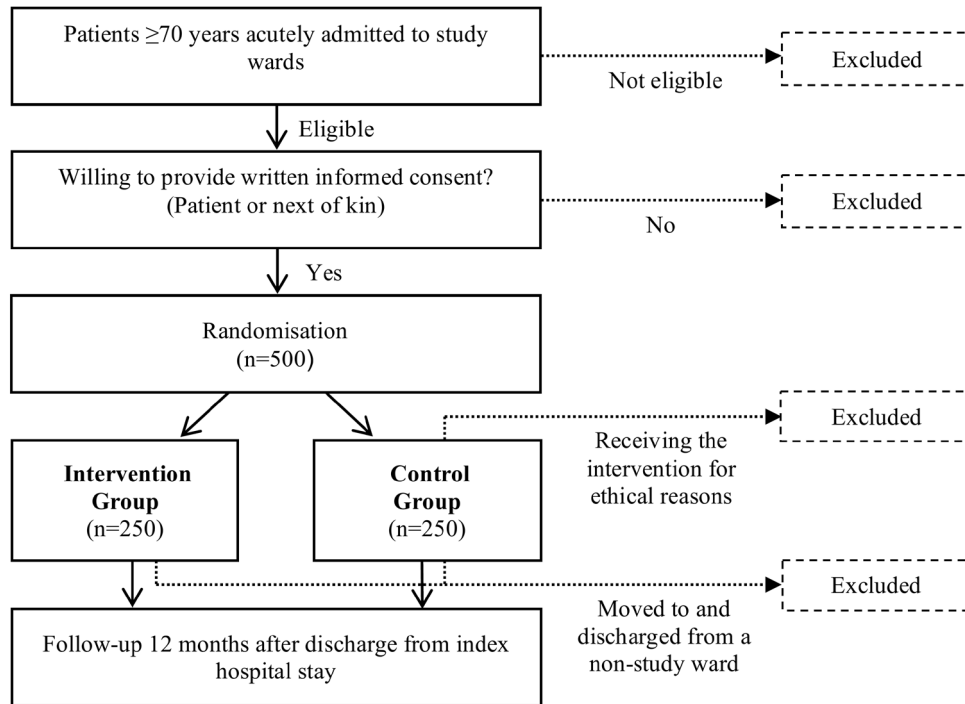 Patients ≥70 years acutely admitted to study
wards
Excluded
Not eligible
Eligible
Willing to provide written informed consent?
(Patient or next of kin)
Excluded
No
Yes
Randomisation
(n=500)
Excluded
Receiving the
intervention for
ethical reasons
Intervention
Group
(n=250)
Control
Group
(n=250)
Excluded
Moved to and
discharged from a
non-study ward
Follow-up 12 months after discharge from index
hospital stay